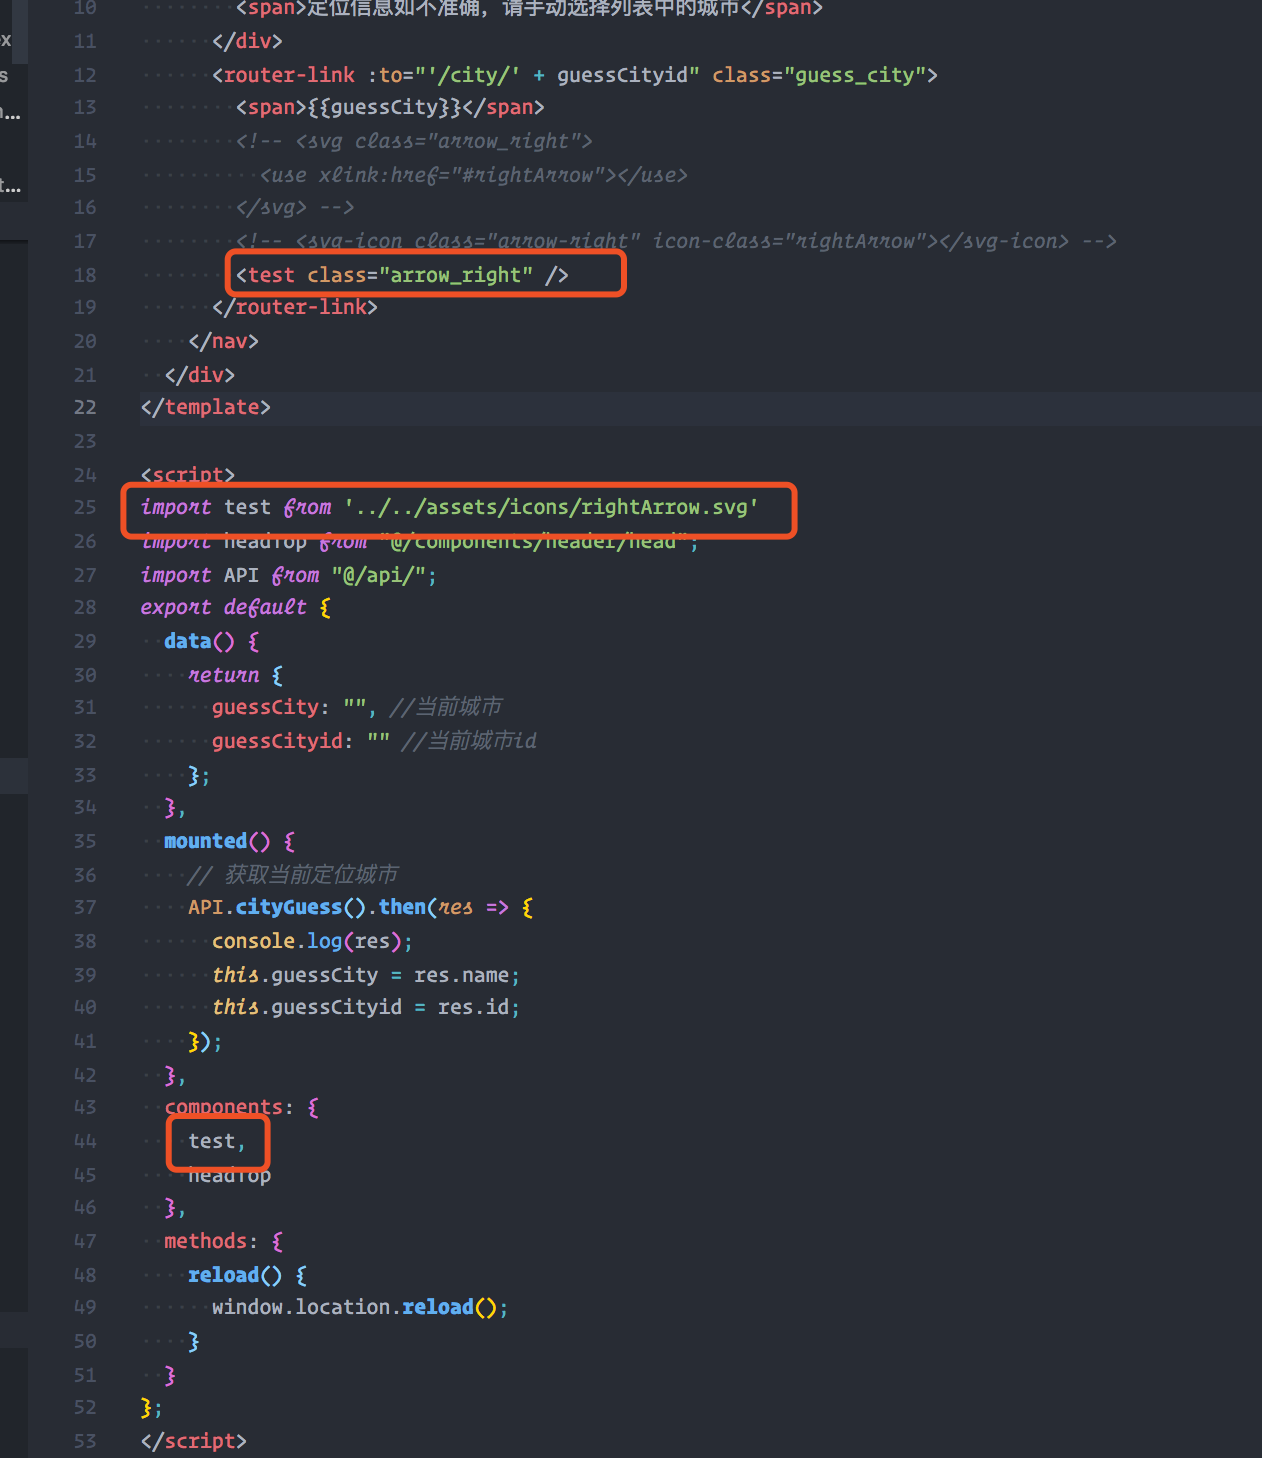 x
s
...
t...
10 <span>定位信息如不准确，请手动选择列表中的城市</span>
11 </div>
12 <router-link :to="'/city/' + guessCityid" class="guess_city">
13 <span>{{guessCity}}</span>
14 <!-- <svg class="arrow_right">
15 <use xlink:href="#rightArrow"></use>
16 </svg> -->
17 <!-- <svg-icon class="arrow-right" icon-class="rightArrow"></svg-icon> -->
18 <test class="arrow_right" />
19 </router-link>
20 </nav>
21 </div>
22 </template>
23
24 <script>
25 import test from '../../assets/icons/rightArrow.svg'
26 import headTop from "@/components/header/head";
27 import API from "@/api/";
28 export default {
29 data() {
30 return {
31 guessCity: "", //当前城市
32 guessCityid: "" //当前城市id
33 };
34 },
35 mounted() {
36 // 获取当前定位城市
37 API.cityGuess().then(res => {
38 console.log(res);
39 this.guessCity = res.name;
40 this.guessCityid = res.id;
41 });
42 },
43 components: {
44 test,
45 headTop
46 },
47 methods: {
48 reload() {
49 window.location.reload();
50 }
51 }
52 };
53 </script>